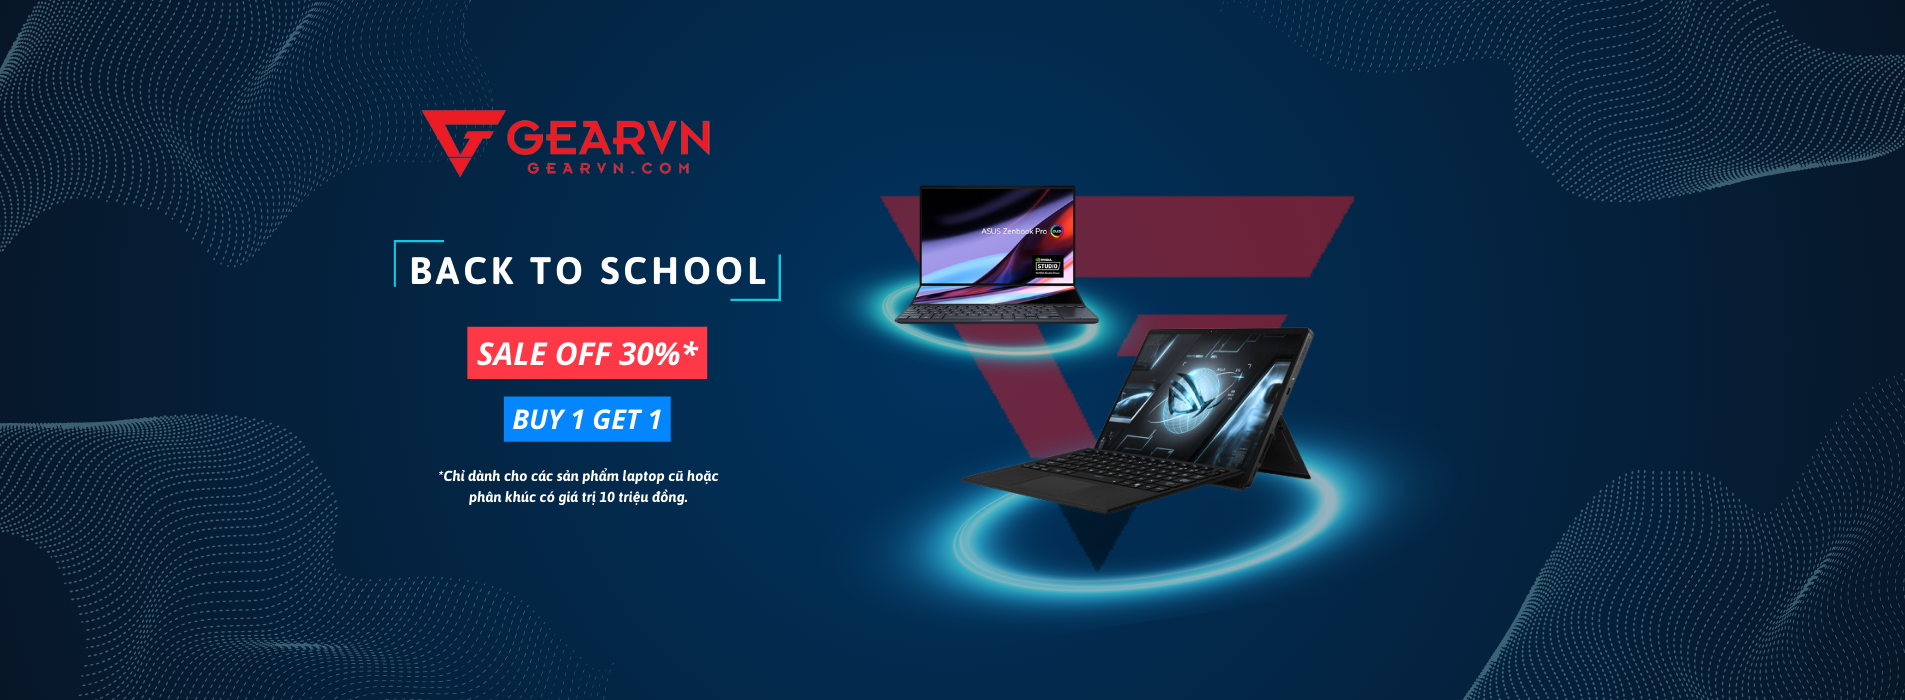 GEARVN
GEARVN.COM
BACK TO SCHOOL
SALE OFF 30%*
BUY 1 GET 1
*Chỉ dành cho các sản phẩm laptop cũ hoặc
phân khúc có giá trị 10 triệu đồng.
ASUS Zenbook Pro
NVIDIA
STUDIO